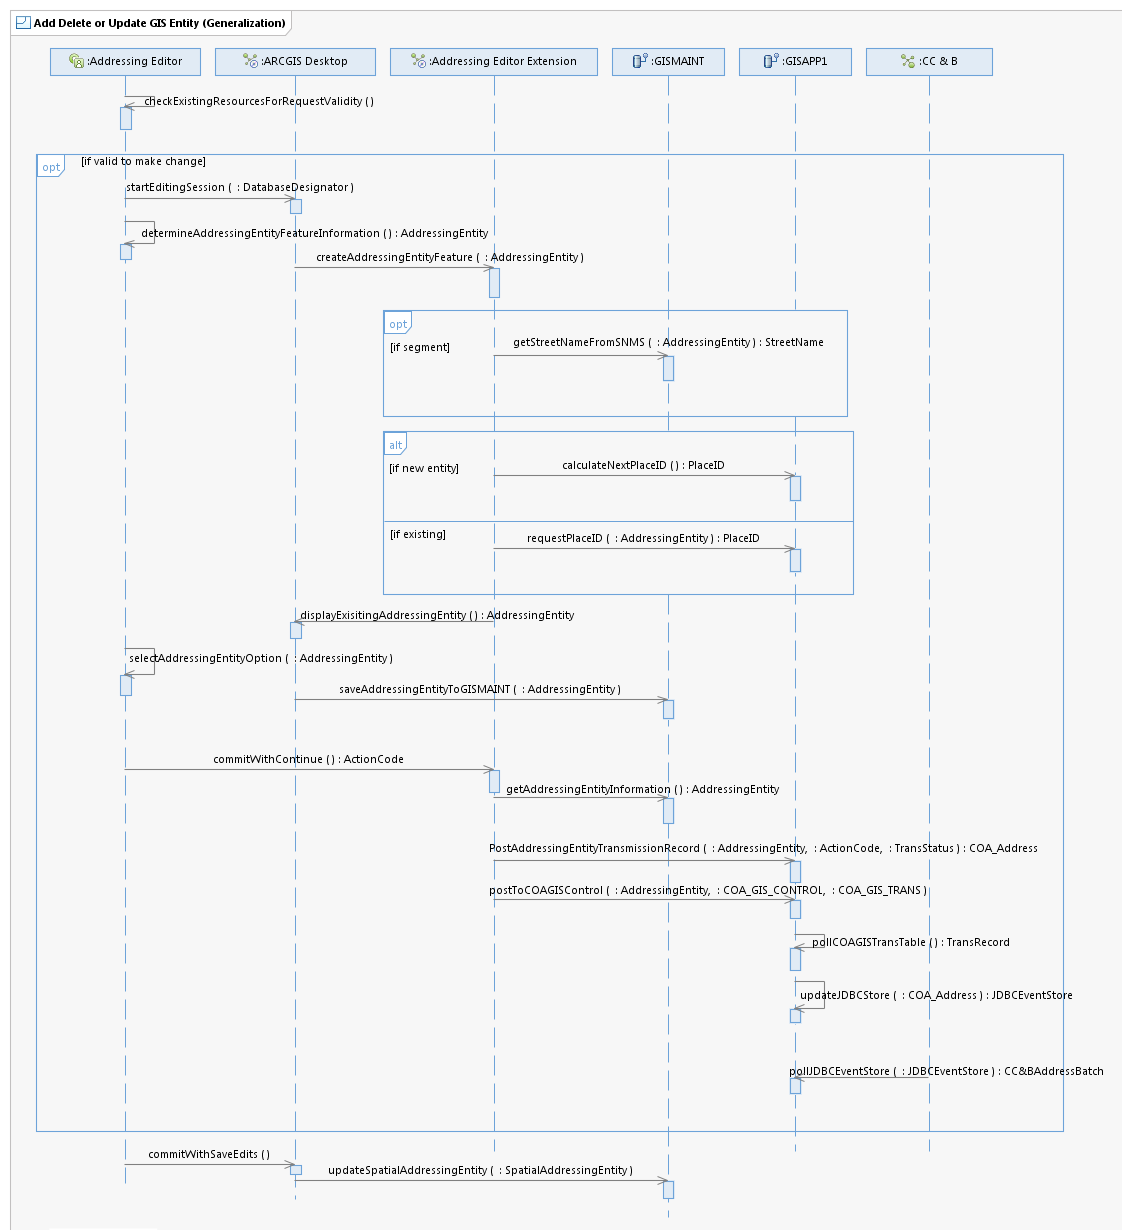 Add Delete or Update GIS Entity (Generalization)
:Addressing Editor
:ARCGIS Desktop
:Addressing Editor Extension
:GISMAINT
:GISAPP1
:CC & B
checkExistingResourcesForRequestValidity ( )
opt
[if valid to make change]
startEditingSession ( : DatabaseDesignator )
determineAddressingEntityFeatureInformation ( ) : AddressingEntity
createAddressingEntityFeature ( : AddressingEntity )
opt
[if segment]
getStreetNameFromSNMS ( : AddressingEntity ) : StreetName
alt
[if new entity]
calculateNextPlaceID ( ) : PlaceID
[if existing]
requestPlaceID ( : AddressingEntity ) : PlaceID
displayExisitingAddressingEntity ( ) : AddressingEntity
selectAddressingEntityOption ( : AddressingEntity )
saveAddressingEntityToGISMAINT ( : AddressingEntity )
commitWithContinue ( ) : ActionCode
getAddressingEntityInformation ( ) : AddressingEntity
PostAddressingEntityTransmissionRecord ( : AddressingEntity, : ActionCode, : TransStatus ) : COA_Address
postToCOAGISControl ( : AddressingEntity, : COA_GIS_CONTROL, : COA_GIS_TRANS )
pollCOAGISTransTable ( ) : TransRecord
updateJDBCStore ( : COA_Address ) : JDBCEventStore
pollJDBCEventStore ( : JDBCEventStore ) : CC&BAddressBatch
commitWithSaveEdits ( )
updateSpatialAddressingEntity ( : SpatialAddressingEntity )